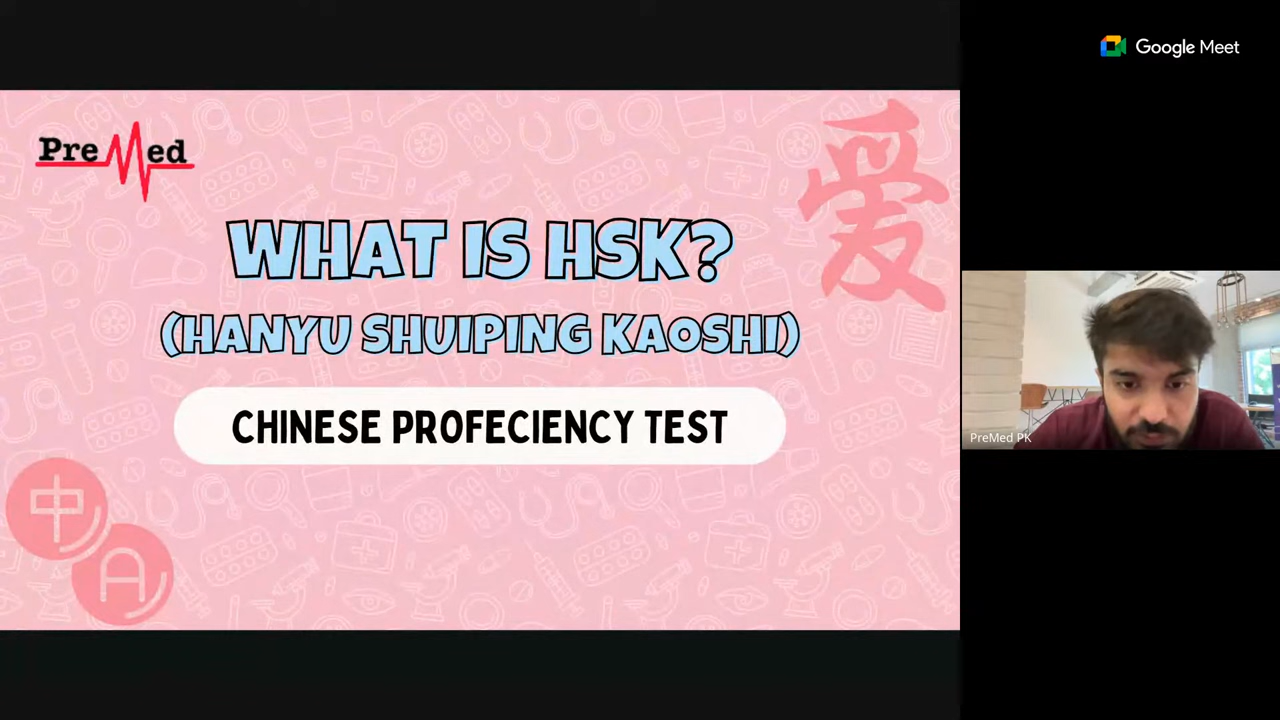 Google Meet
PreMed
爱
WHAT IS HSK?
(HANYU SHUIPING KAOSHI)
CHINESE PROFECIENCY TEST
PreMed PK
中
A